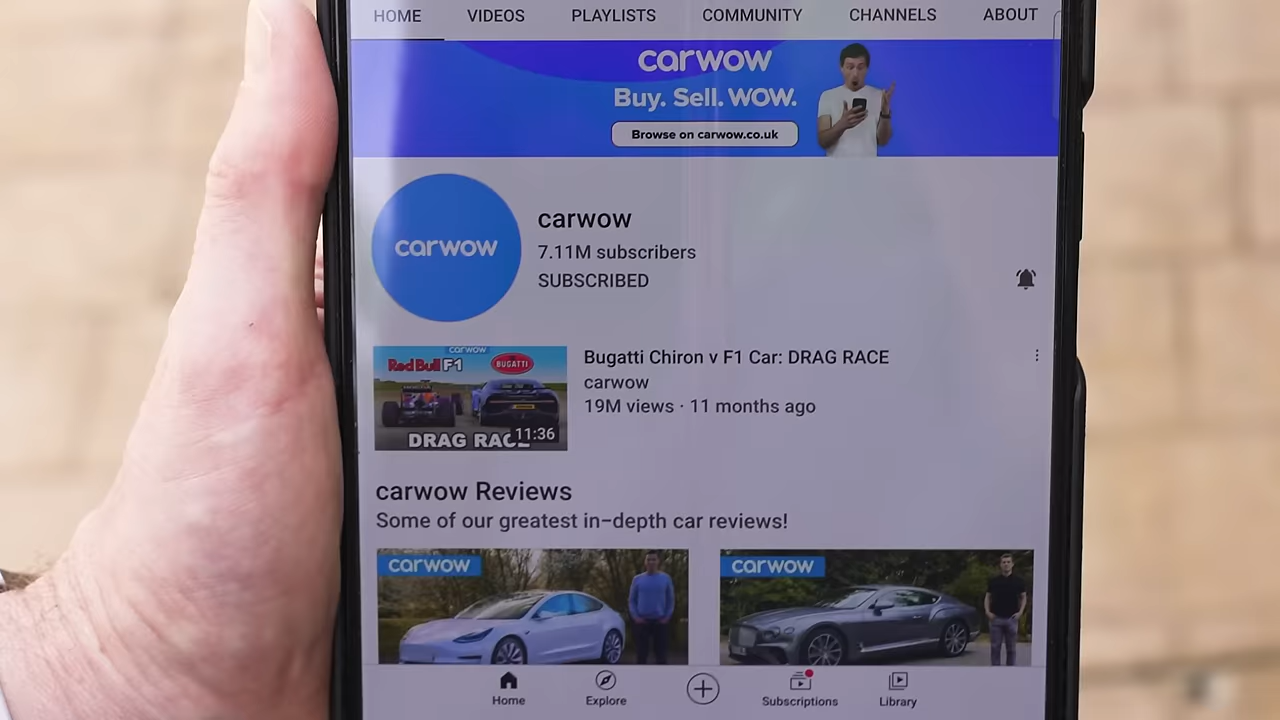 HOME VIDEOS PLAYLISTS COMMUNITY CHANNELS ABOUT
carwow
Buy. Sell. WOW.
Browse on carwow.co.uk
carwow
carwow
7.11M subscribers
SUBSCRIBED
carwow
Red Bull F1
BUGATTI
DRAG RACE
11:36
Bugatti Chiron v F1 Car: DRAG RACE
carwow
19M views · 11 months ago
carwow Reviews
Some of our greatest in-depth car reviews!
carwow
carwow
Home Explore Subscriptions Library